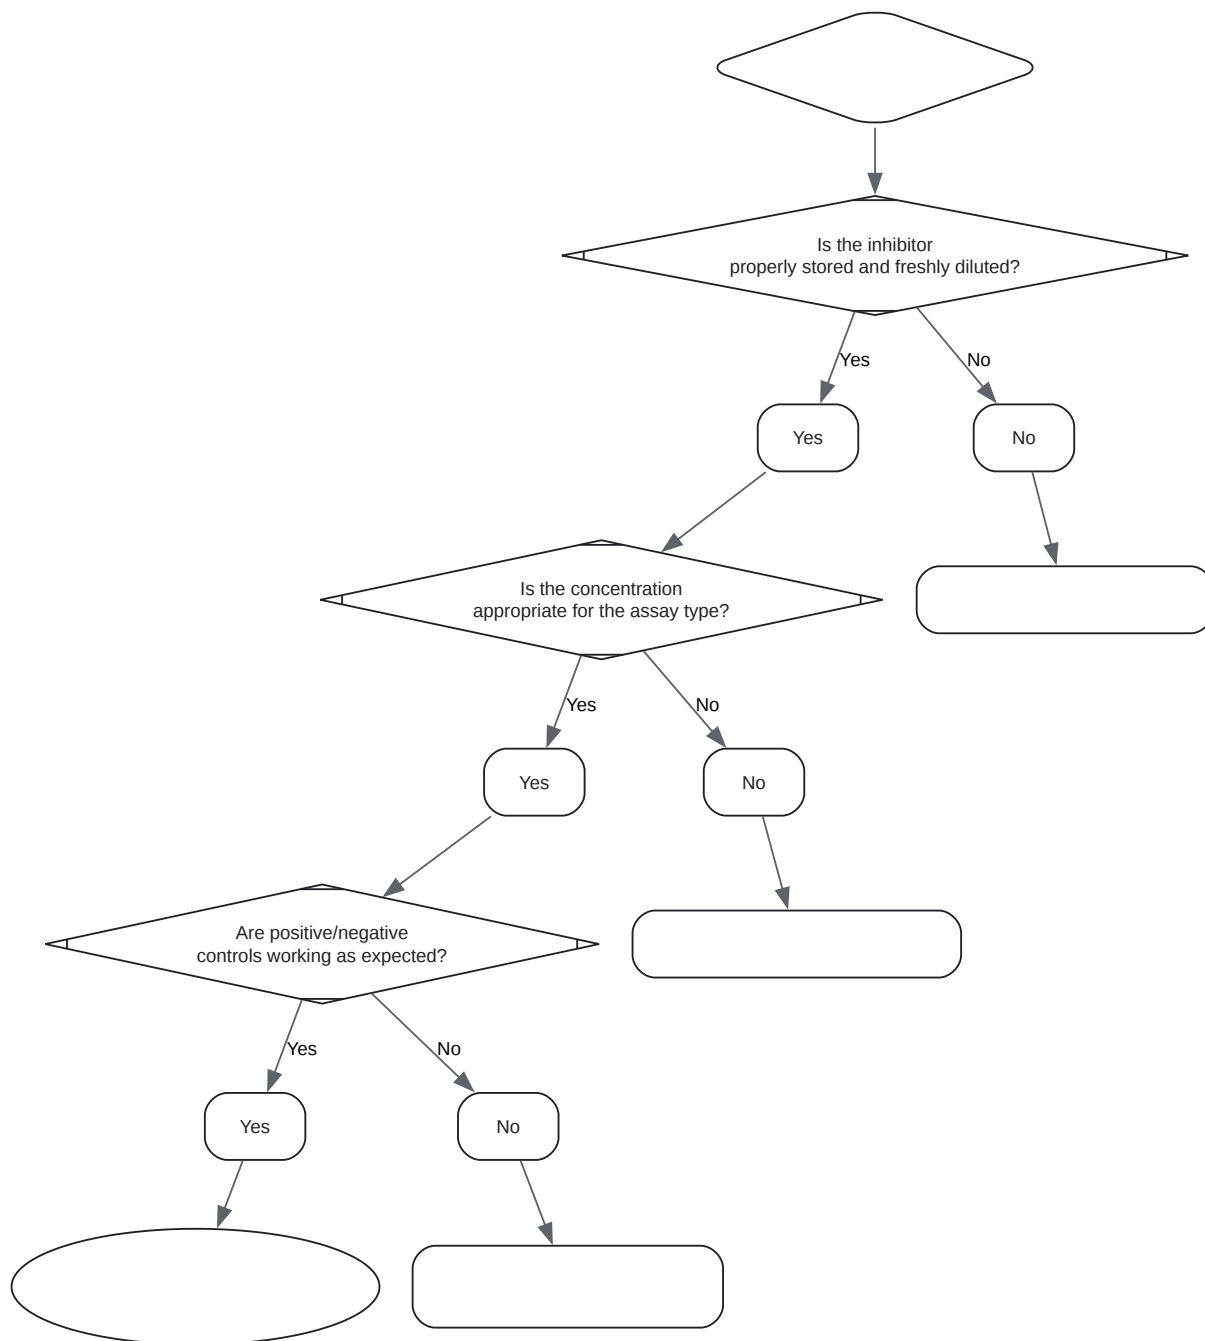 Is the inhibitor
properly stored and freshly diluted?
Yes
No
Yes
No
Is the concentration
appropriate for the assay type?
Yes
No
Yes
No
Are positive/negative
controls working as expected?
Yes
No
Yes
No